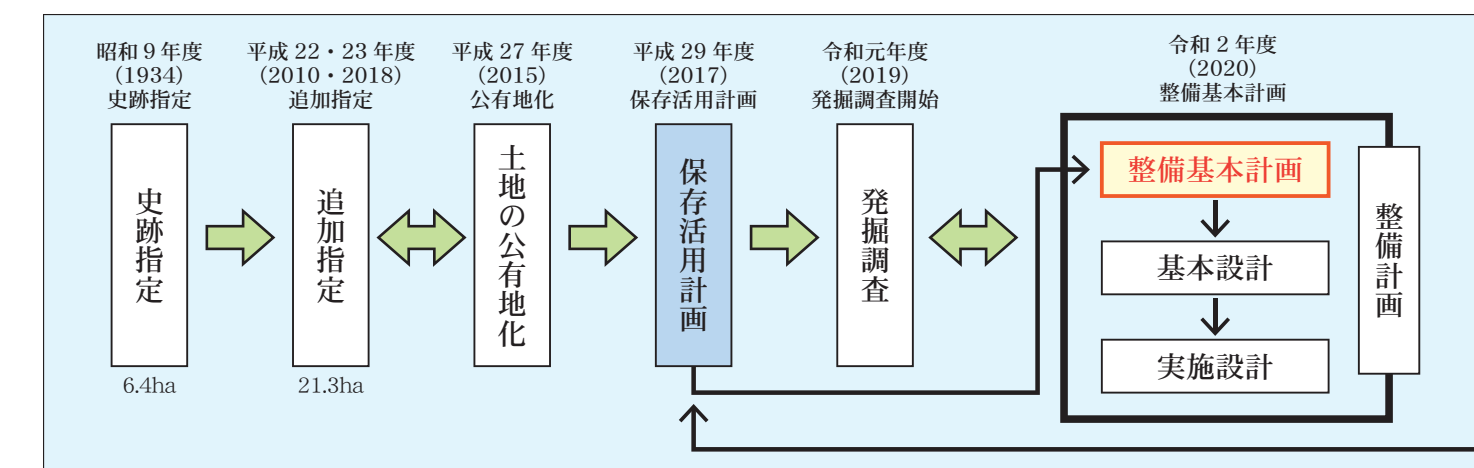 昭和 9 年度
(1934)
史跡指定
史跡指定
6.4ha
平成 22・23 年度
(2010・2018)
追加指定
追加指定
21.3ha
平成 27 年度
(2015)
公有地化
土地の公有地化
平成 29 年度
(2017)
保存活用計画
保存活用計画
令和元年度
(2019)
発掘調査開始
発掘調査
令和 2 年度
(2020)
整備基本計画
整備基本計画
基本設計
実施設計
整備計画